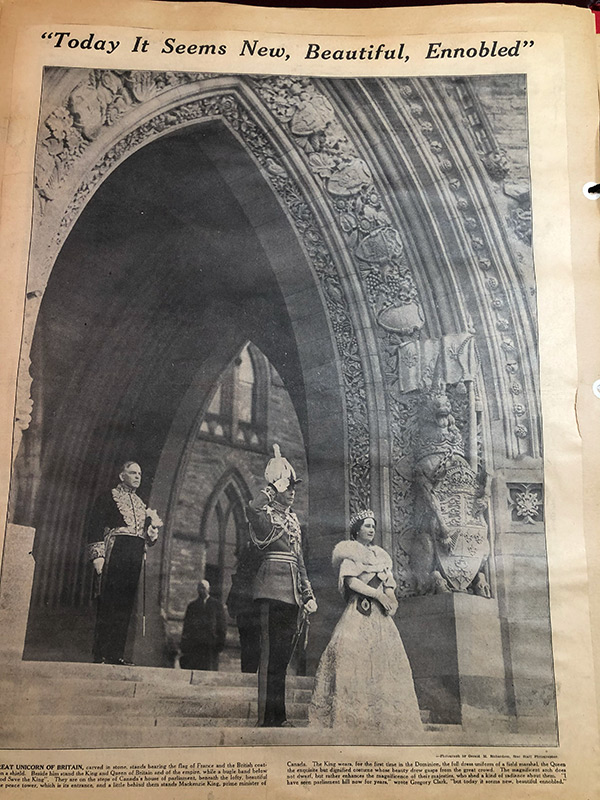 "Today It Seems New, Beautiful, Ennobled"
—Photograph by M. Richardson, Star Staff Photographer.
EAT UNICORN OF BRITAIN, carved in stone, stands bearing the flag of France and the British coat-
n a shield. Beside him stand the King and Queen of Britain and of the empire, while a bugle band below
od Save the King". They are on the steps of Canada's house of parliament, beneath the lofty, beautiful
e peace tower, which is its entrance, and a little behind them stands Mackenzie King, prime minister of
Canada. The King wears, for the first time in the Dominion, the full dress uniform of a field marshal, the Queen
the exquisite but dignified costume whose beauty drew gasps from the great crowd. The magnificent arch does
not dwarf, but rather enhances the magnificence of their majesties, who shed a kind of radiance about them. "I
have seen parliament hill now for years," wrote Gregory Clark, "but today it seems new, beautiful ennobled."